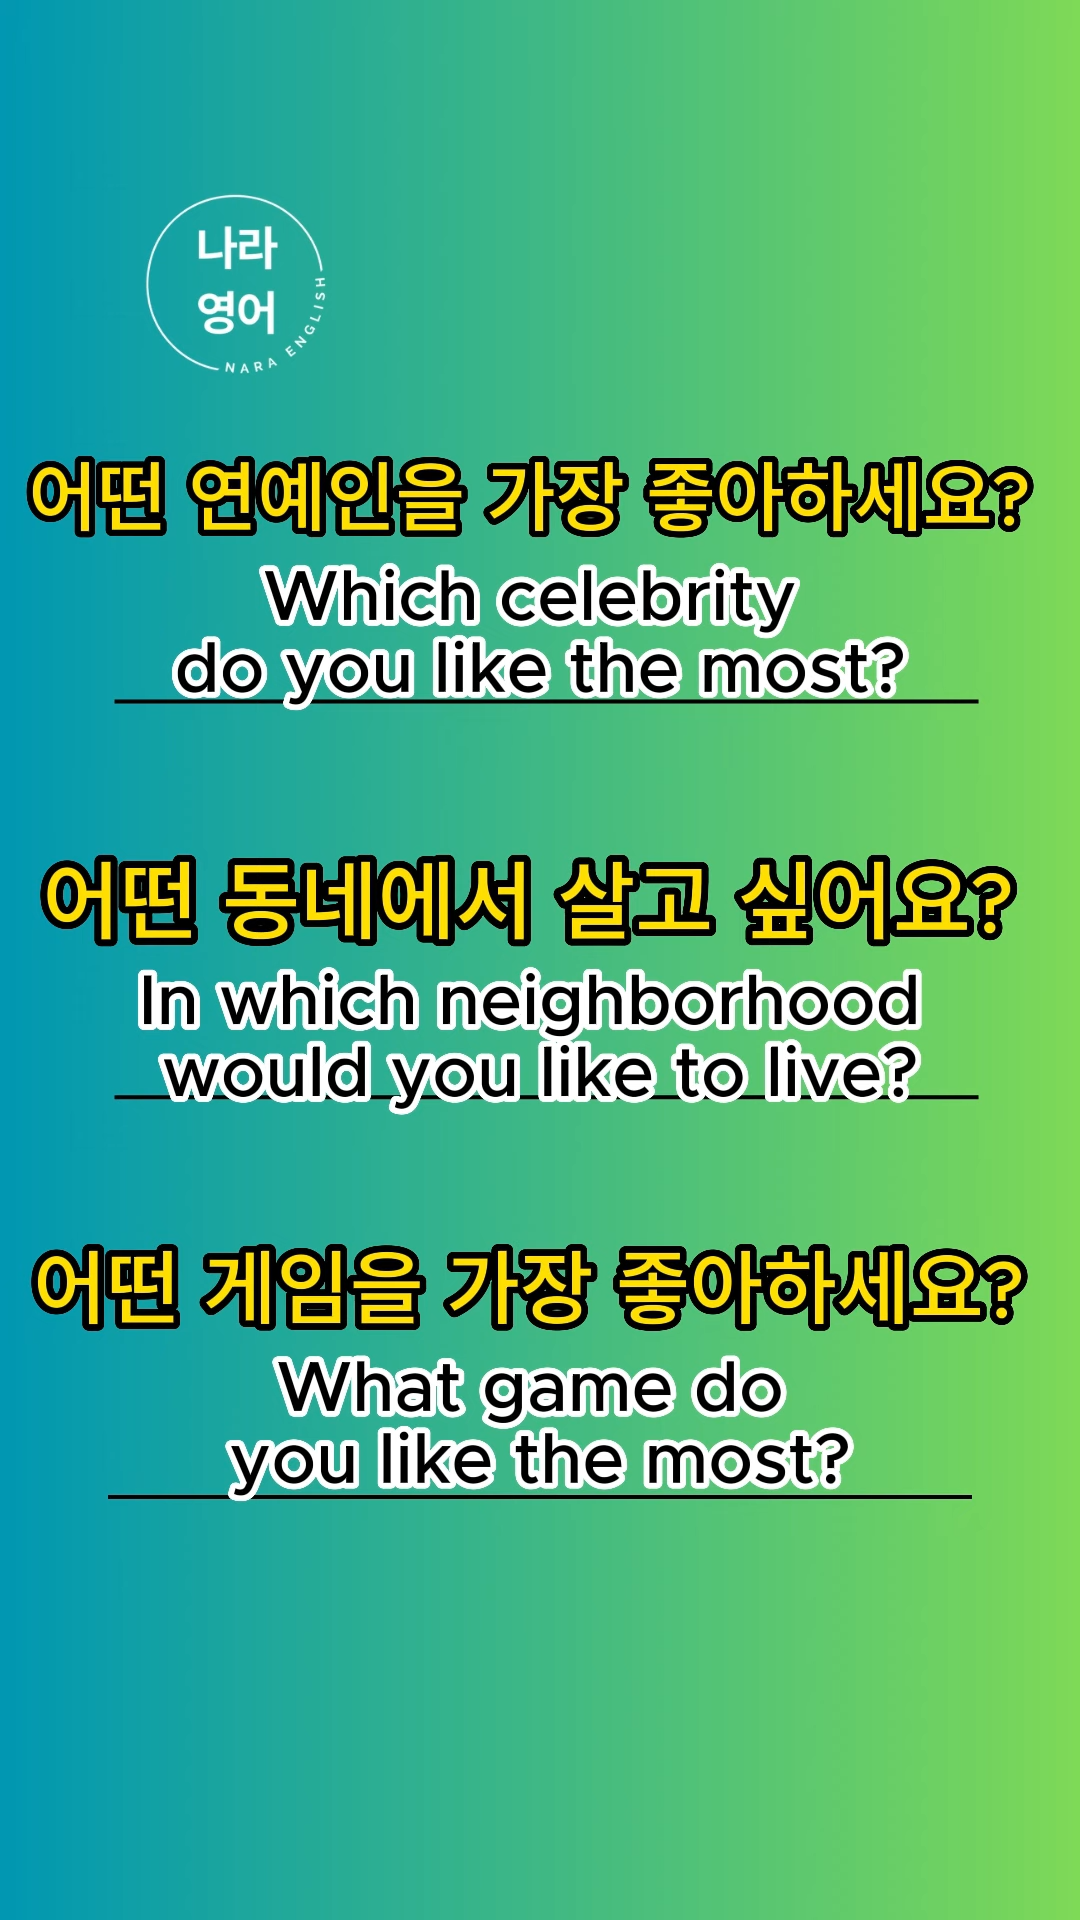 나라
영어
NARA ENGLISH
어떤 연예인을 가장 좋아하세요?
Which celebrity
do you like the most?
어떤 동네에서 살고 싶어요?
In which neighborhood
would you like to live?
어떤 게임을 가장 좋아하세요?
What game do
you like the most?